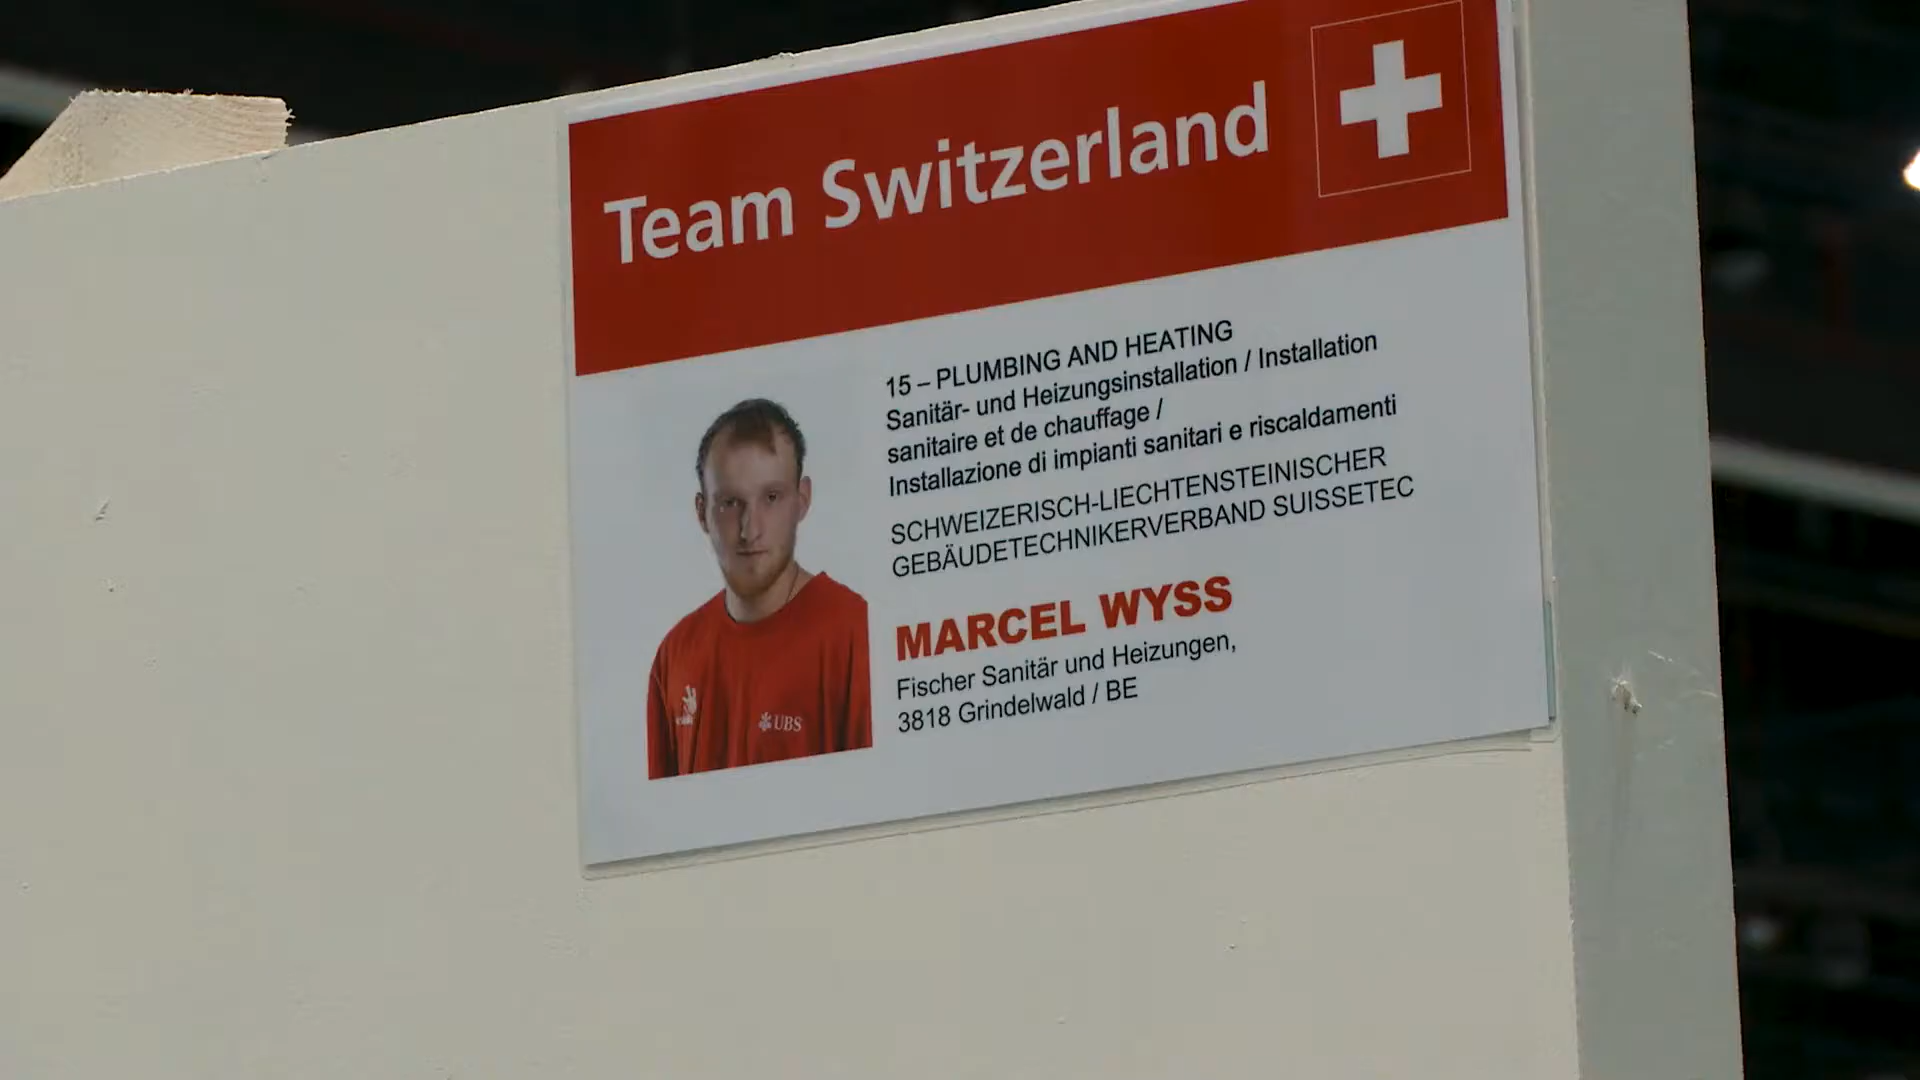 Team Switzerland
15 – PLUMBING AND HEATING
Sanitär- und Heizungsinstallation / Installation
sanitaire et de chauffage /
Installazione di impianti sanitari e riscaldamenti
SCHWEIZERISCH-LIECHTENSTEINISCHER
GEBÄUDETECHNIKERVERBAND SUISSETEC
MARCEL WYSS
Fischer Sanitär und Heizungen,
3818 Grindelwald / BE
UBS